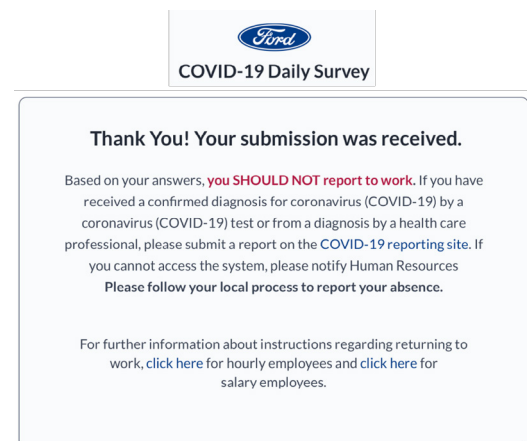 Ford
COVID-19 Daily Survey
Thank You! Your submission was received.
Based on your answers, you SHOULD NOT report to work. If you have
received a confirmed diagnosis for coronavirus (COVID-19) by a
coronavirus (COVID-19) test or from a diagnosis by a health care
professional, please submit a report on the COVID-19 reporting site. If
you cannot access the system, please notify Human Resources
Please follow your local process to report your absence.
For further information about instructions regarding returning to
work, click here for hourly employees and click here for
salary employees.